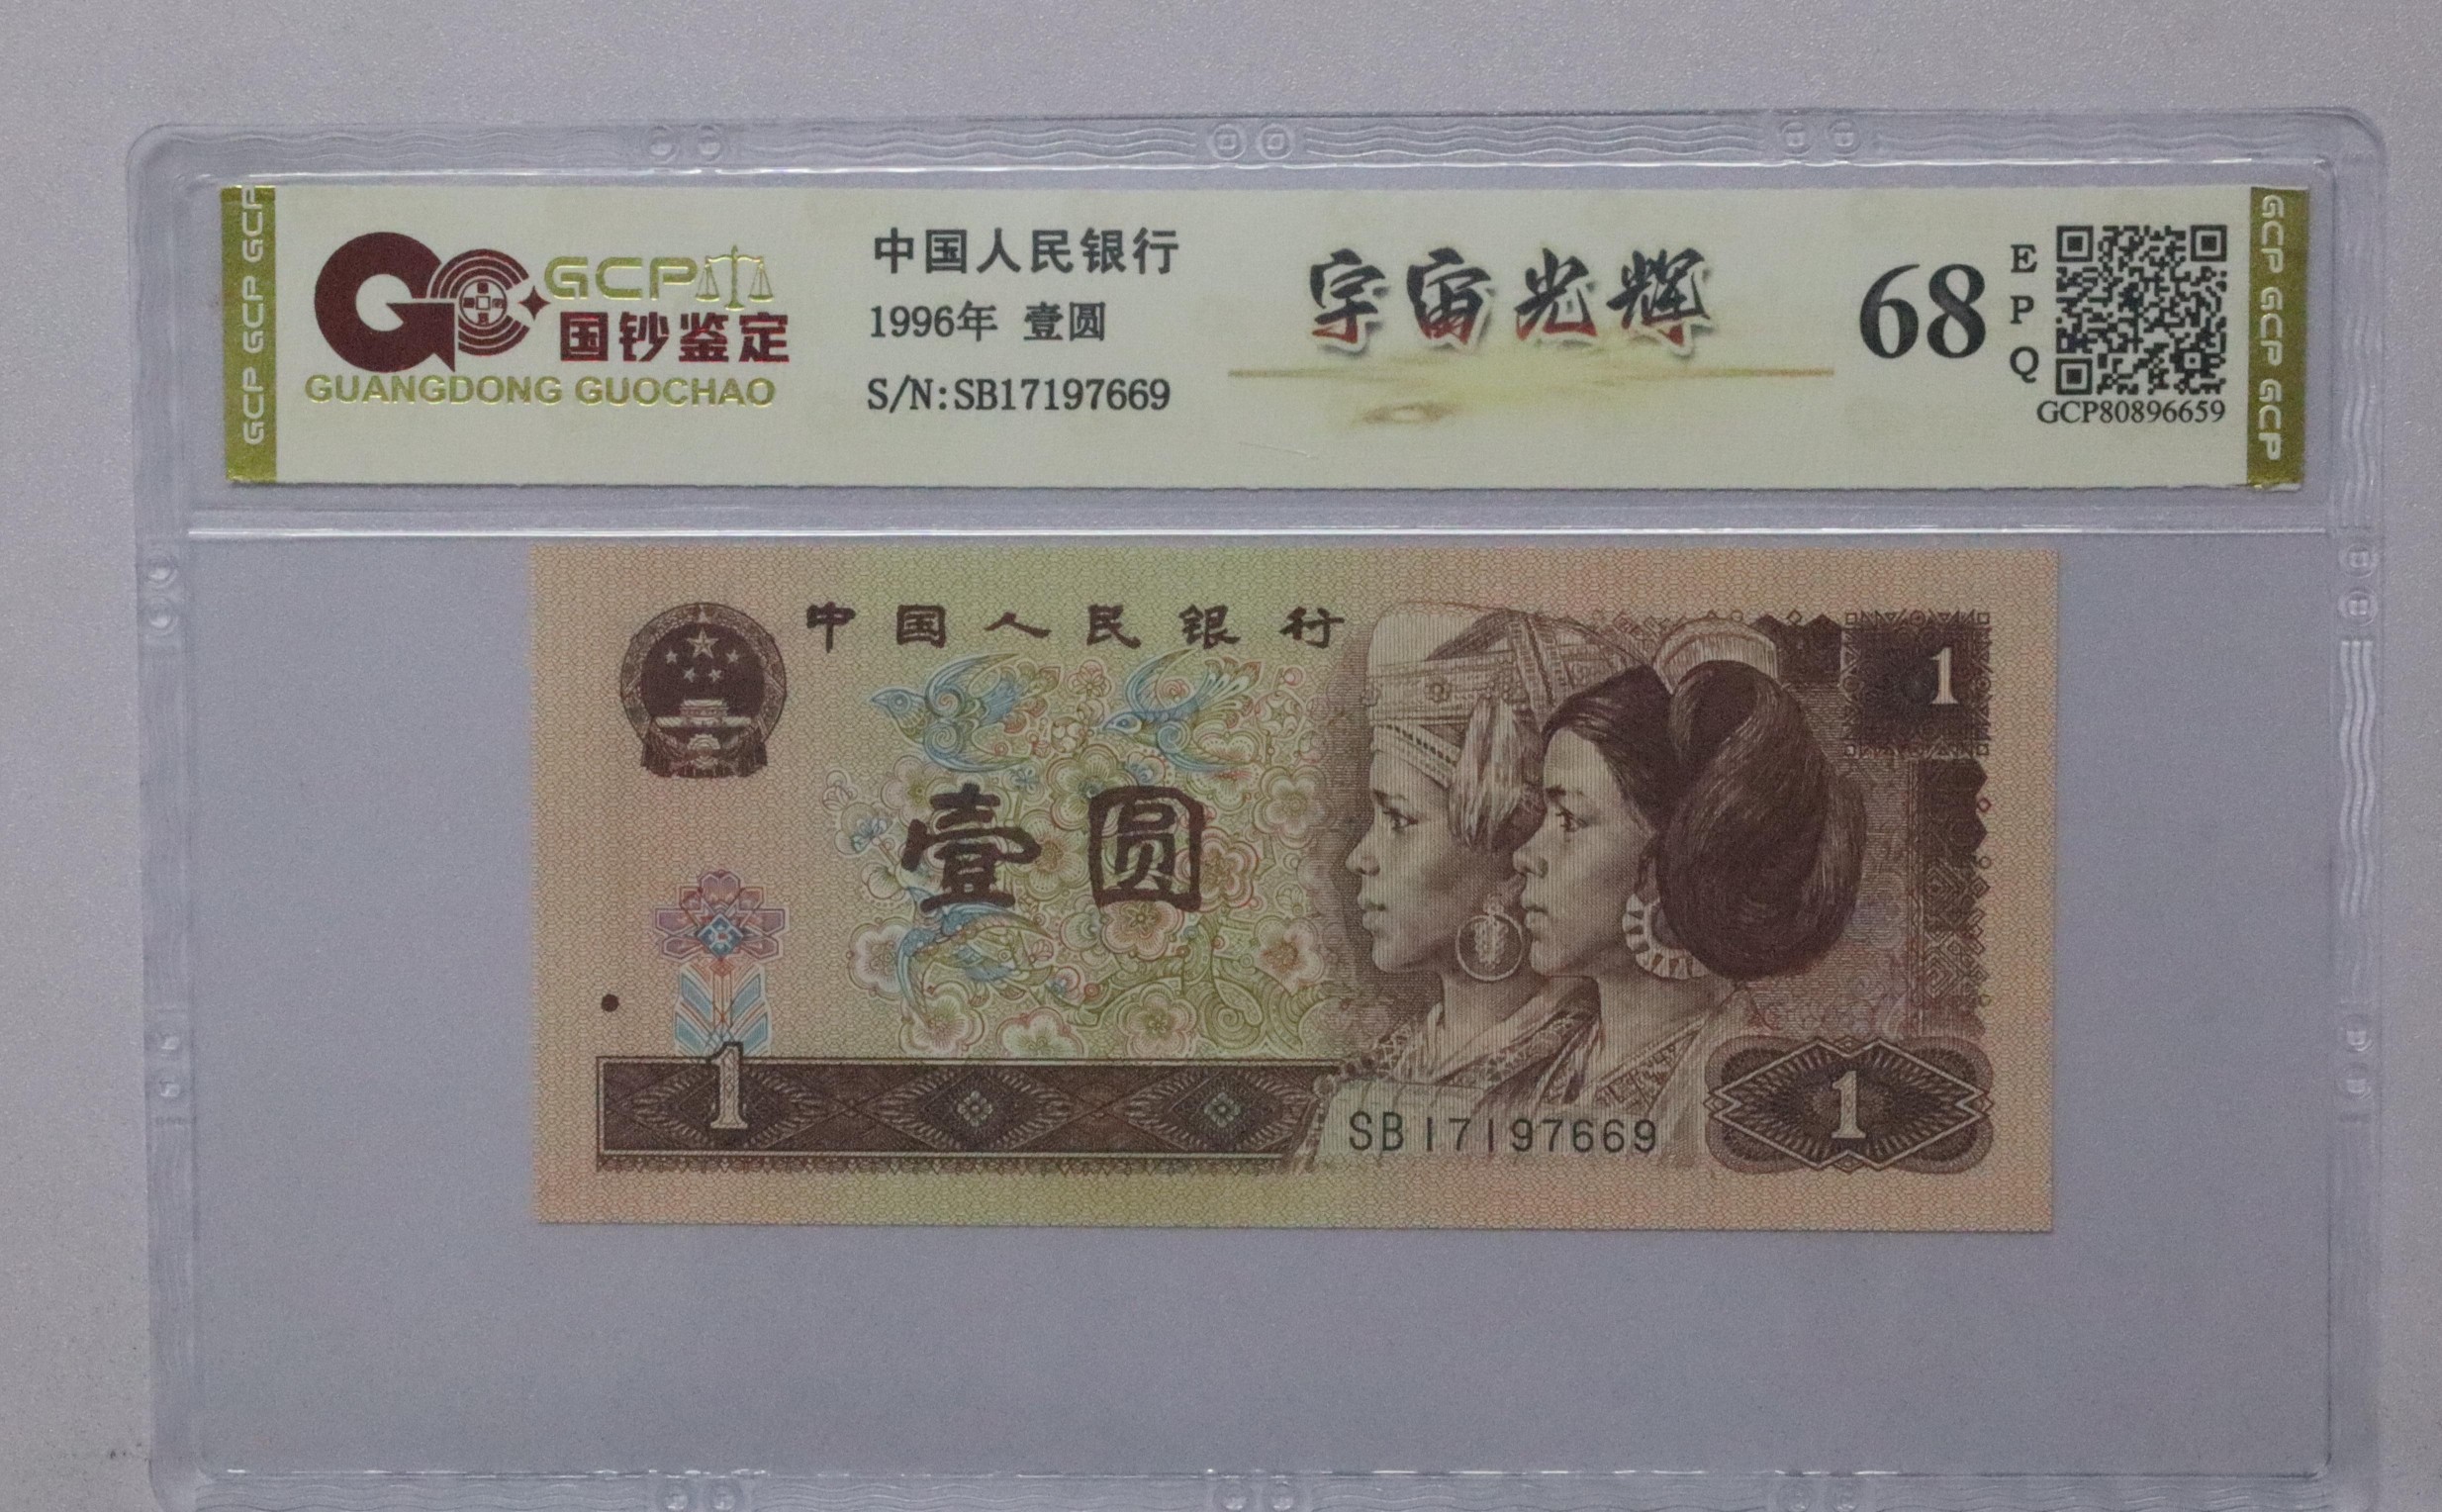 GCP GCP GCP
GCP
国钞鉴定
GUANGDONG GUOCHAO
中国人民银行
1996年 壹圆
S/N:SB17197669
宇宙光辉
68
EPQ
GCP80896659
GCP GCP GCP
中国人民银行
1
壹圆
1
SB17197669
1